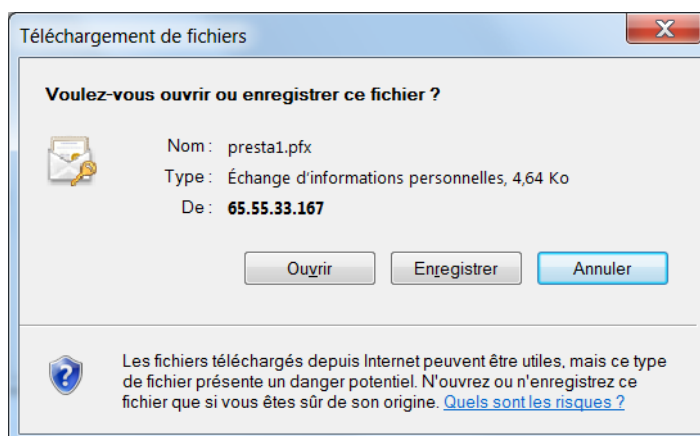 Téléchargement de fichiers
Voulez-vous ouvrir ou enregistrer ce fichier ?
Nom : presta1.pfx
Type : Échange d'informations personnelles, 4,64 Ko
De : 65.55.33.167
Ouvrir Enregistrer Annuler
Les fichiers téléchargés depuis Internet peuvent être utiles, mais ce type
de fichier présente un danger potentiel. N'ouvrez ou n'enregistrez ce
fichier que si vous êtes sûr de son origine. Quels sont les risques ?